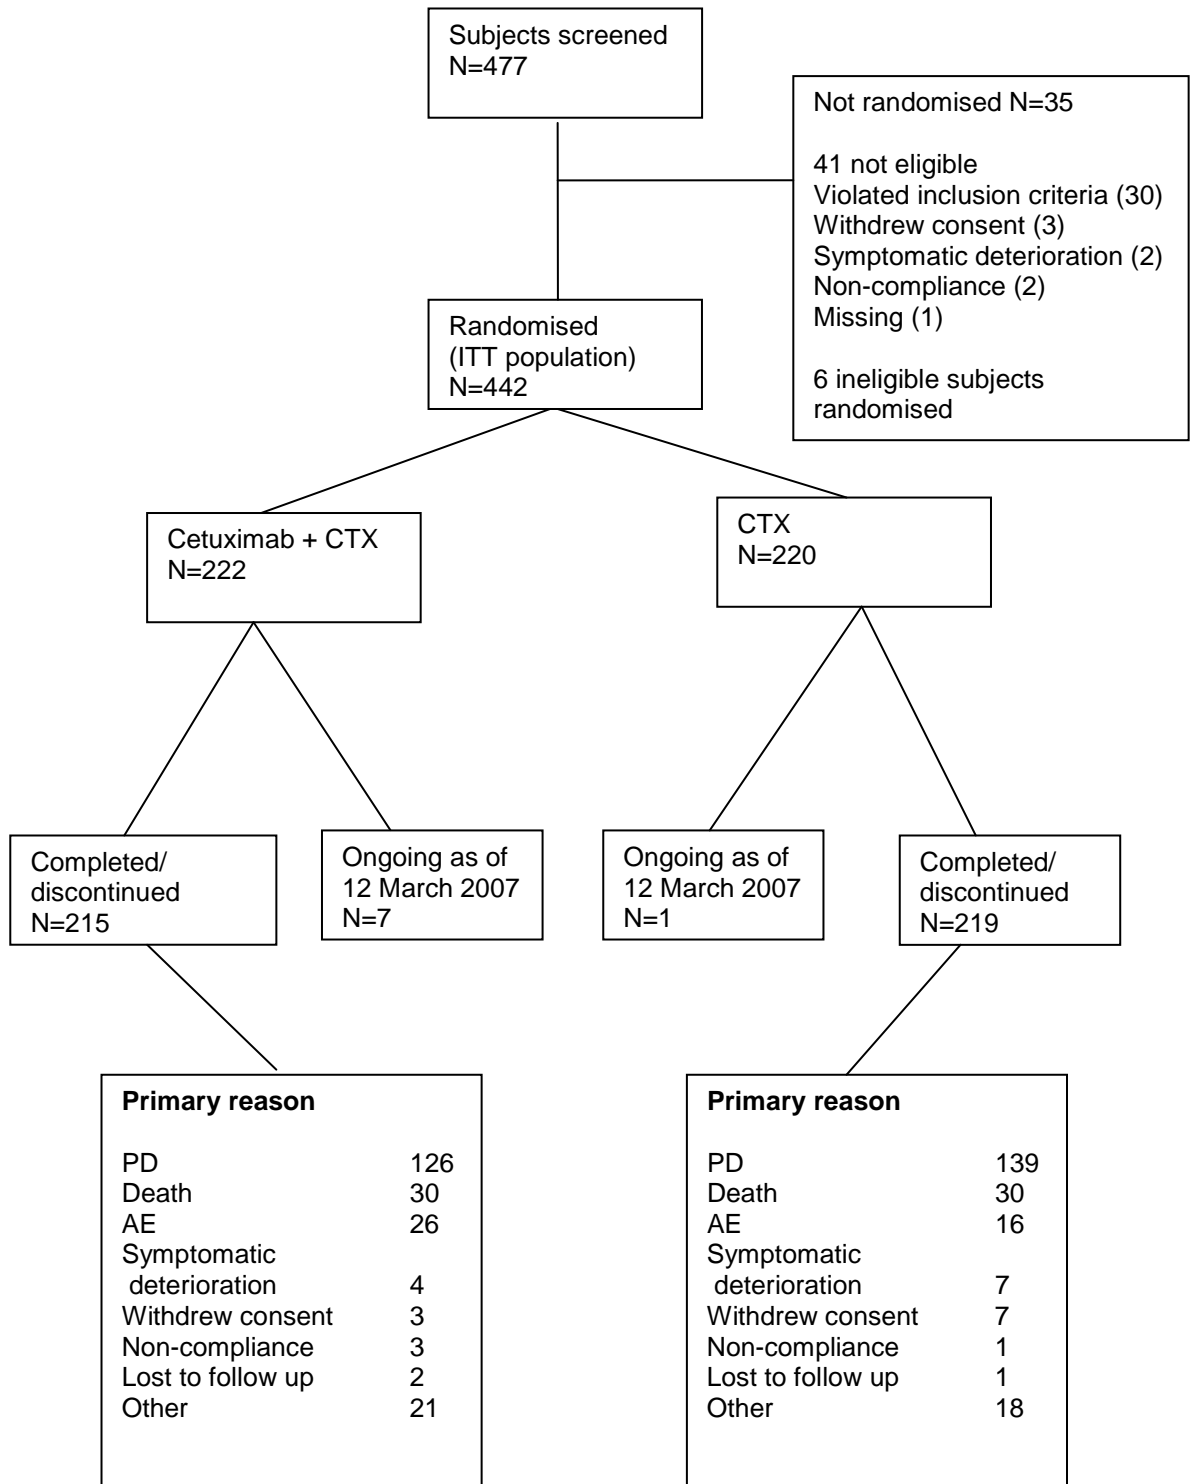 Subjects screened
N=477
Not randomised N=35
41 not eligible
Violated inclusion criteria (30)
Withdrew consent (3)
Symptomatic deterioration (2)
Non-compliance (2)
Missing (1)
6 ineligible subjects
randomised
Randomised
(ITT population)
N=442
Cetuximab + CTX
N=222
CTX
N=220
Completed/
discontinued
N=215
Ongoing as of
12 March 2007
N=7
Ongoing as of
12 March 2007
N=1
Completed/
discontinued
N=219
Primary reason
PD 126
Death 30
AE 26
Symptomatic
deterioration 4
Withdrew consent 3
Non-compliance 3
Lost to follow up 2
Other 21
Primary reason
PD 139
Death 30
AE 16
Symptomatic
deterioration 7
Withdrew consent 7
Non-compliance 1
Lost to follow up 1
Other 18